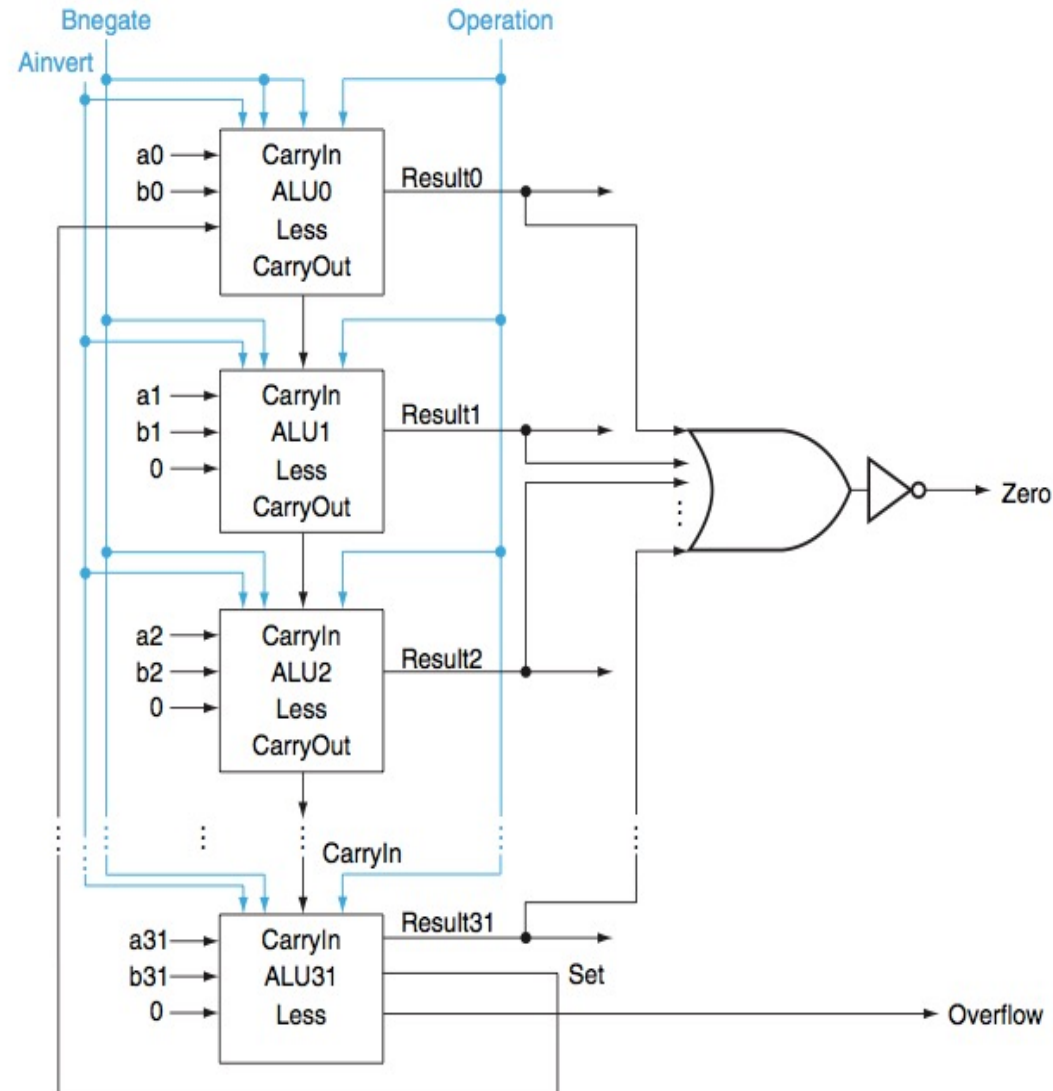 Bnegate
Operation
Ainvert
a0
CarryIn
Result0
b0
ALU0
Less
CarryOut
a1
CarryIn
Result1
b1
ALU1
0
Less
CarryOut
Zero
a2
CarryIn
Result2
b2
ALU2
0
Less
CarryOut
CarryIn
a31
CarryIn
Result31
b31
ALU31
Set
0
Less
Overflow